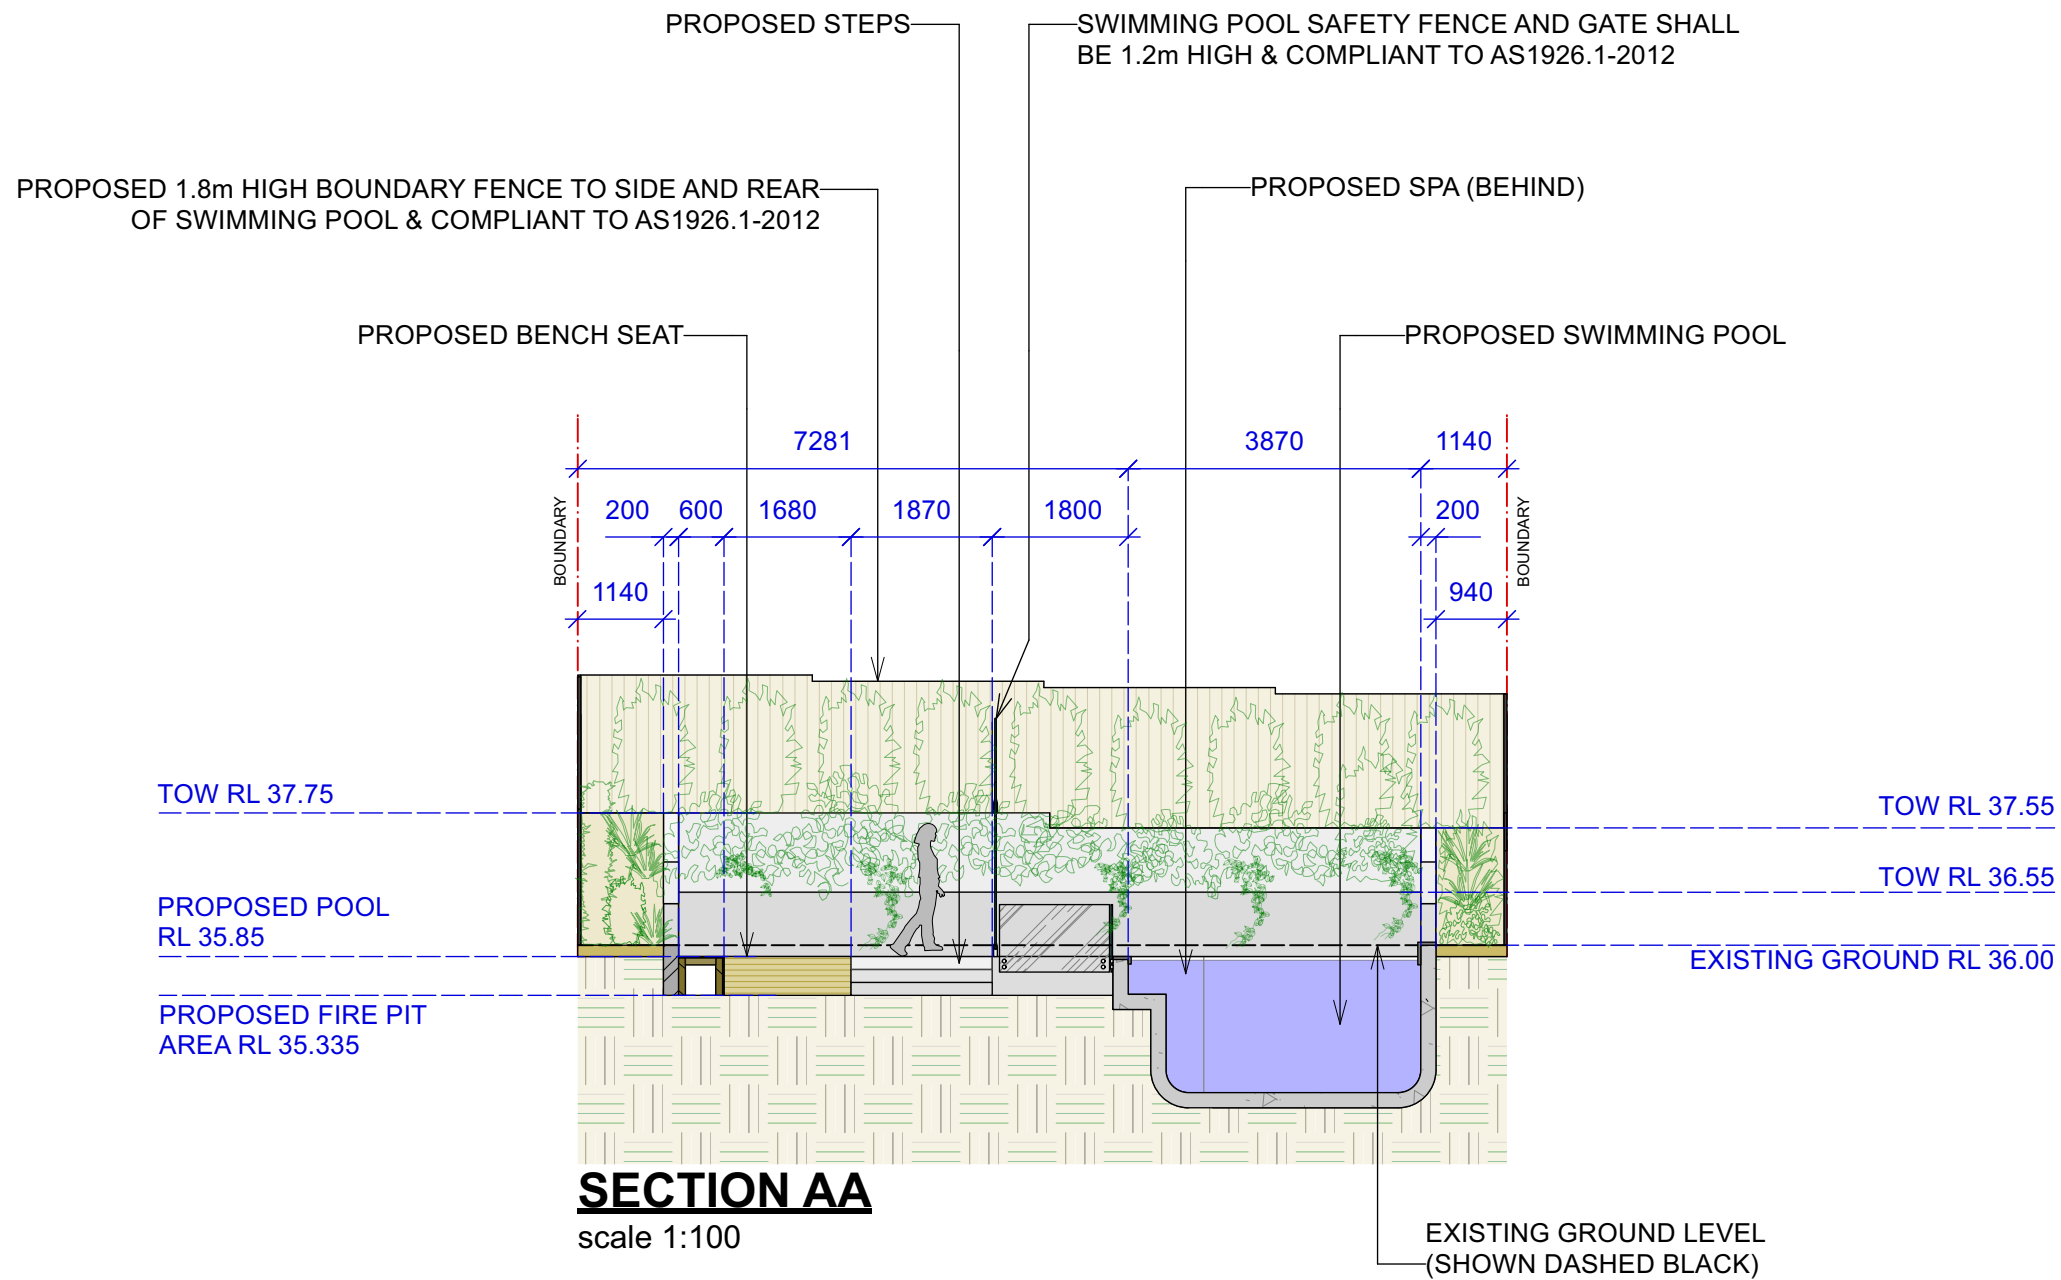 PROPOSED STEPS
SWIMMING POOL SAFETY FENCE AND GATE SHALL
BE 1.2m HIGH & COMPLIANT TO AS1926.1-2012
PROPOSED 1.8m HIGH BOUNDARY FENCE TO SIDE AND REAR
OF SWIMMING POOL & COMPLIANT TO AS1926.1-2012
PROPOSED SPA (BEHIND)
PROPOSED BENCH SEAT
PROPOSED SWIMMING POOL
7281
3870
1140
200
600
1680
1870
1800
200
BOUNDARY
BOUNDARY
1140
940
TOW RL 37.75
TOW RL 37.55
TOW RL 36.55
PROPOSED POOL
RL 35.85
EXISTING GROUND RL 36.00
PROPOSED FIRE PIT
AREA RL 35.335
SECTION AA
scale 1:100
EXISTING GROUND LEVEL
(SHOWN DASHED BLACK)